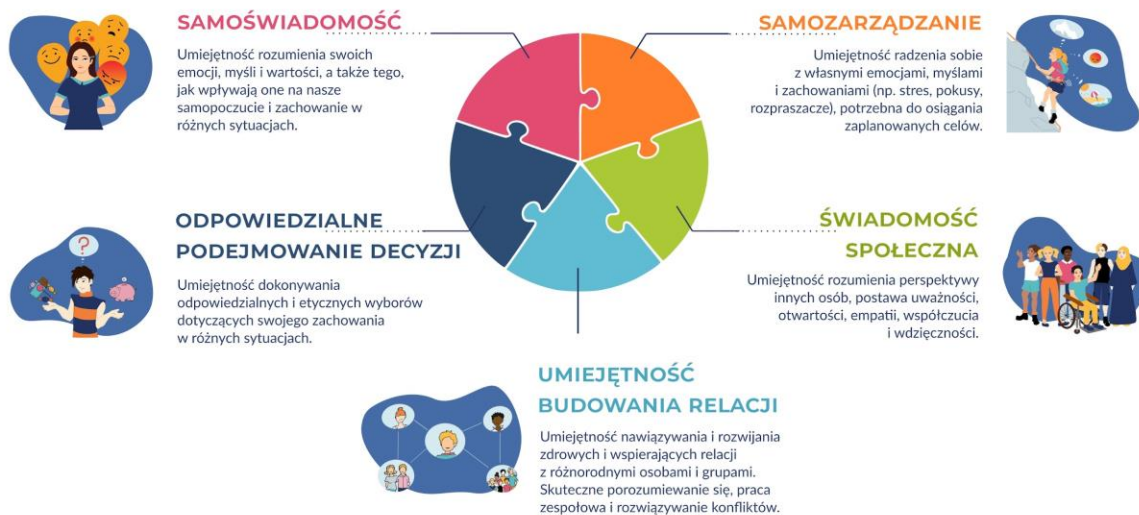 SAMOŚWIADOMOŚĆ
Umiejętność rozumienia swoich
emocji, myśli i wartości, a także tego,
jak wpływają one na nasze
samopoczucie i zachowanie w
różnych sytuacjach.
SAMOZARZĄDZANIE
Umiejętność radzenia sobie
z własnymi emocjami, myślami
i zachowaniami (np. stres, pokusy,
rozpraszacze), potrzebna do osiągania
zaplanowanych celów.
ODPOWIEDZIALNE
PODEJMOWANIE DECYZJI
Umiejętność dokonywania
odpowiedzialnych i etycznych wyborów
dotyczących swojego zachowania
w różnych sytuacjach.
?
ŚWIADOMOŚĆ
SPOŁECZNA
Umiejętność rozumienia perspektywy
innych osób, postawa uważności,
otwartości, empatii, współczucia
i wdzięczności.
UMIEJĘTNOŚĆ
BUDOWANIA RELACJI
Umiejętność nawiązywania i rozwijania
zdrowych i wspierających relacji
z różnorodnymi osobami i grupami.
Skuteczne porozumiewanie się, praca
zespołowa i rozwiązywanie konfliktów.